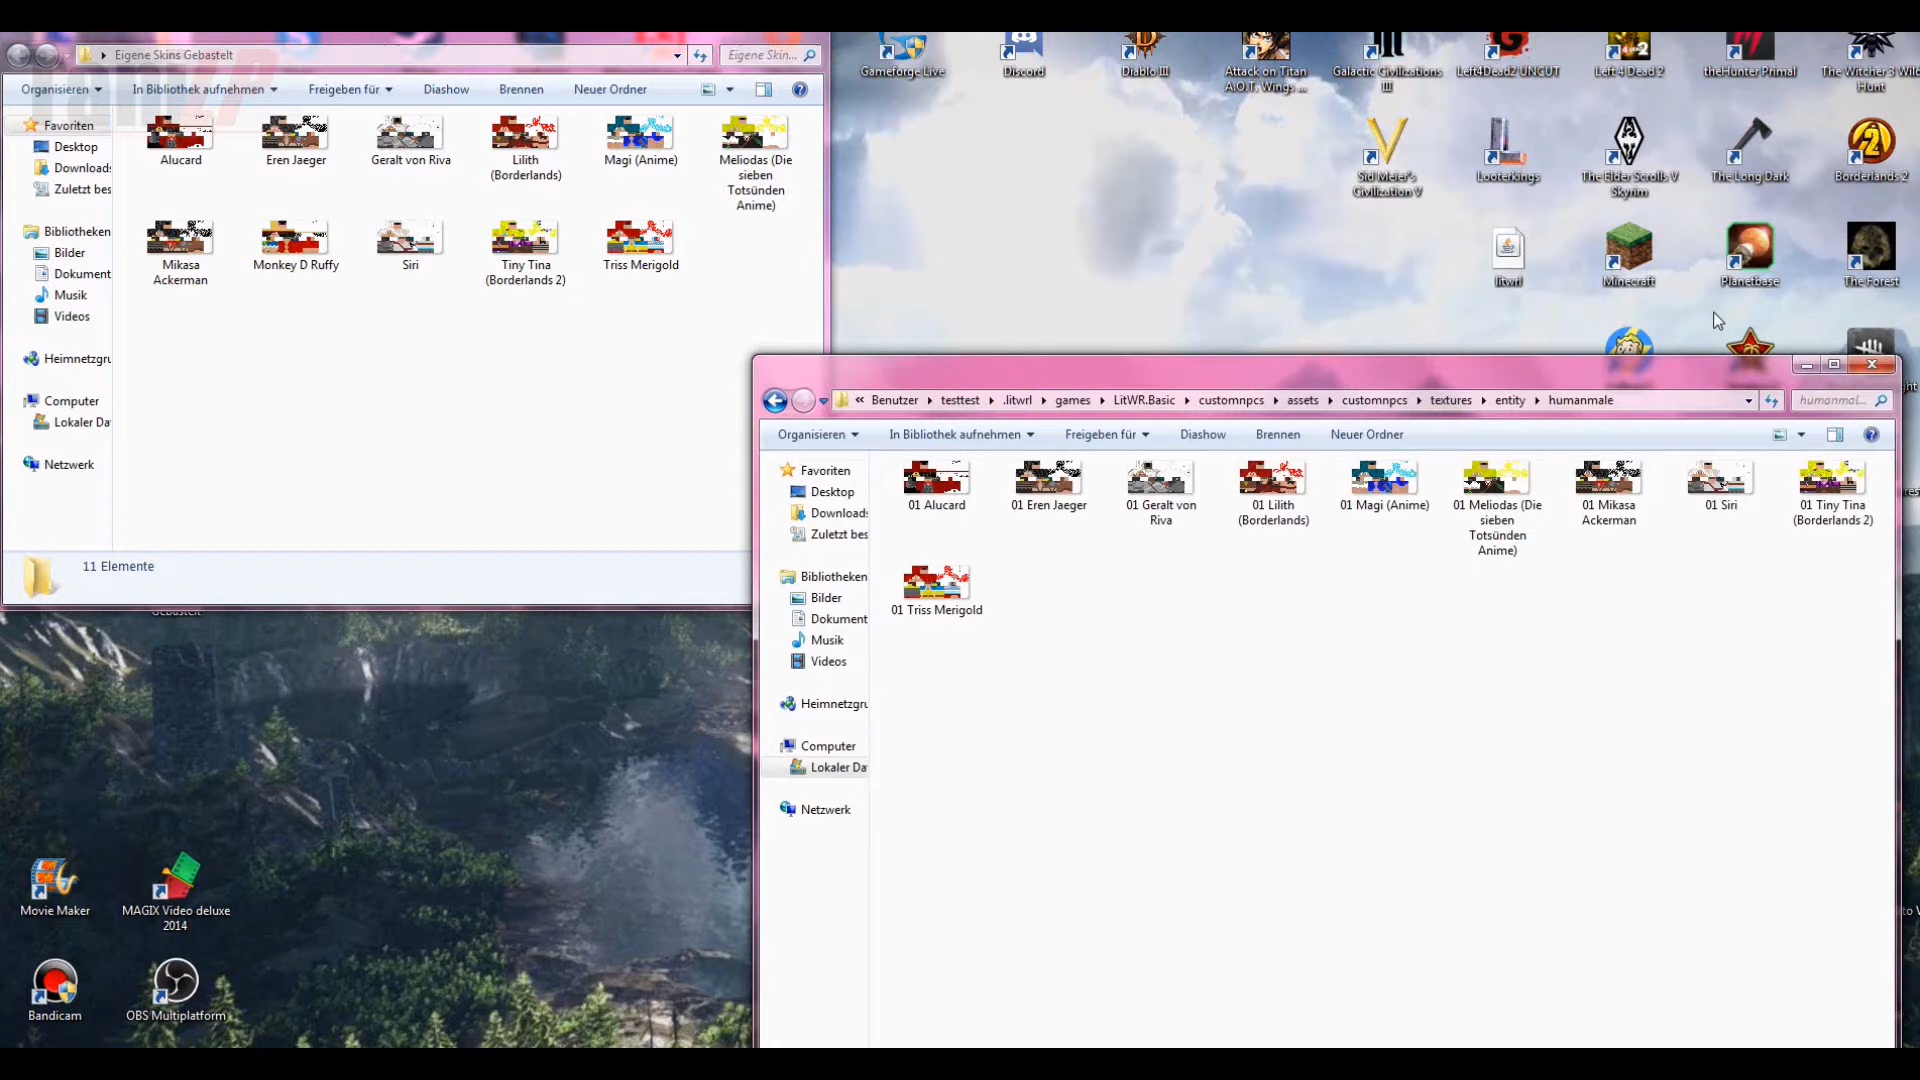 Eigene Skins Gebastelt
Eigene Skin...
Organisieren
In Bibliothek aufnehmen
Freigeben für
Diashow
Brennen
Neuer Ordner
Favoriten
Desktop
Downloads
Zuletzt bes
Bibliotheken
Bilder
Dokument
Musik
Videos
Heimnetzgru
Computer
Lokaler Da
Netzwerk
Alucard
Eren Jaeger
Geralt von Riva
Lilith
(Borderlands)
Magi (Anime)
Meliodas (Die
sieben
Totsünden
Anime)
Mikasa
Ackerman
Monkey D Ruffy
Siri
Tiny Tina
(Borderlands 2)
Triss Merigold
11 Elemente
Gameforge Live
Discord
Diablo III
Attack on Titan
A.O.T. Wings ...
Galactic Civilizations
III
Left4Dead2 UNCUT
Left 4 Dead 2
theHunter Primal
The Witcher 3 Wild
Hunt
Sid Meier's
Civilization V
Looterkings
The Elder Scrolls V
Skyrim
The Long Dark
Borderlands 2
litwrl
Minecraft
Planetbase
The Forest
« Benutzer testtest .litwrl games LitWR.Basic customnpcs assets customnpcs textures entity humanmale
humanmal...
Organisieren
In Bibliothek aufnehmen
Freigeben für
Diashow
Brennen
Neuer Ordner
Favoriten
Desktop
Downloads
Zuletzt bes
Bibliotheken
Bilder
Dokument
Musik
Videos
Heimnetzgru
Computer
Lokaler Da
Netzwerk
01 Alucard
01 Eren Jaeger
01 Geralt von
Riva
01 Lilith
(Borderlands)
01 Magi (Anime)
01 Meliodas (Die
sieben
Totsünden
Anime)
01 Mikasa
Ackerman
01 Siri
01 Tiny Tina
(Borderlands 2)
01 Triss Merigold
Gebastelt
Movie Maker
MAGIX Video deluxe
2014
Bandicam
OBS Multiplatform